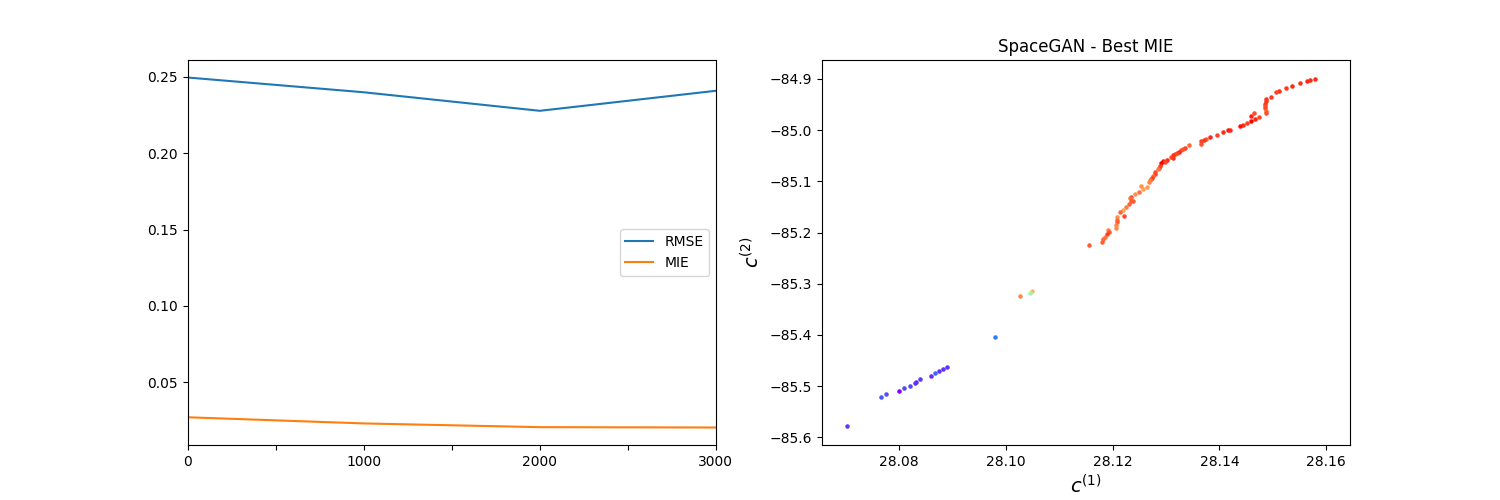 0.25
0.20
0.15
0.10
0.05
0 1000 2000 3000
RMSE
MIE
SpaceGAN - Best MIE
−84.9
−85.0
−85.1
−85.2
−85.3
−85.4
−85.5
−85.6
c⁽²⁾
28.08 28.10 28.12 28.14 28.16
c⁽¹⁾